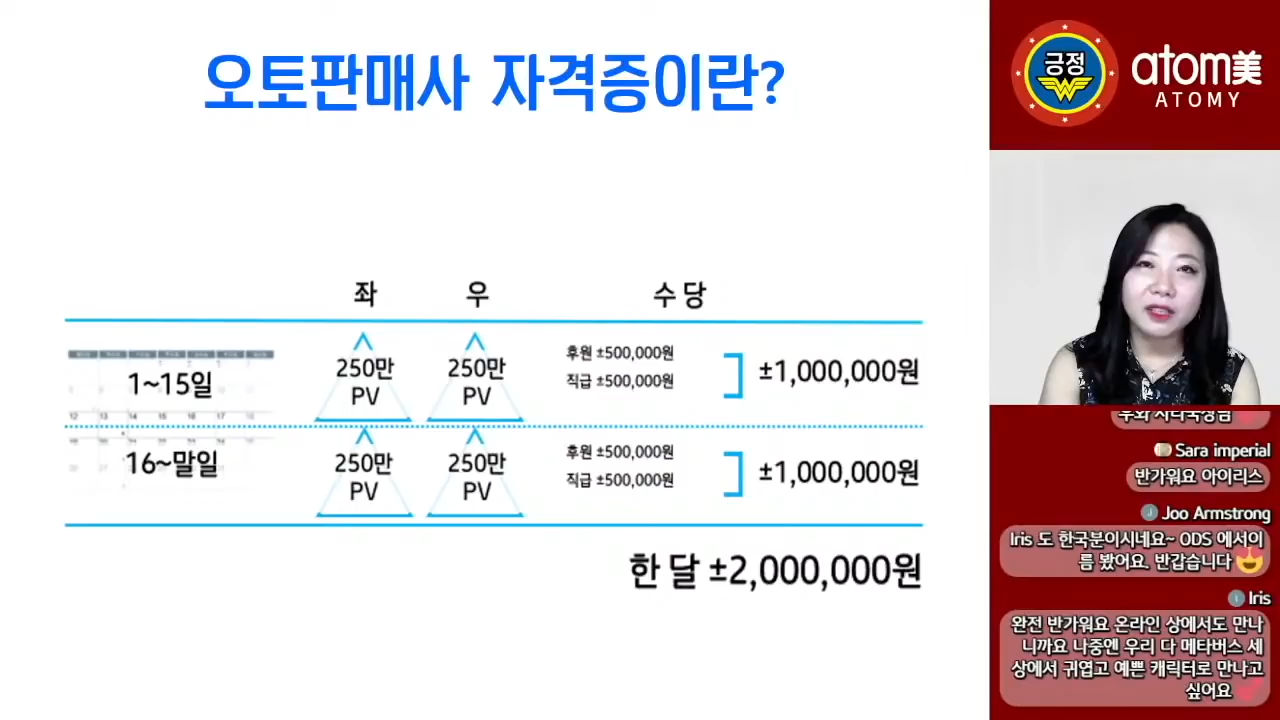 오토판매사 자격증이란?
좌 우 수 당
1~15일
250만
PV
250만
PV
후원 ±500,000원
직급 ±500,000원
±1,000,000원
12 13 14 15 16 17 18
16~말일
250만
PV
250만
PV
후원 ±500,000원
직급 ±500,000원
±1,000,000원
한 달 ±2,000,000원
긍정
atom美
ATOMY
Sara imperial
반가워요 아이리스
J Joo Armstrong
Iris 도 한국분이시네요~ ODS 에서이
름 봤어요. 반갑습니다
I Iris
완전 반가워요 온라인 상에서도 만나
니까요 나중엔 우리 다 메타버스 세
상에서 귀엽고 예쁜 캐릭터로 만나고
싶어요